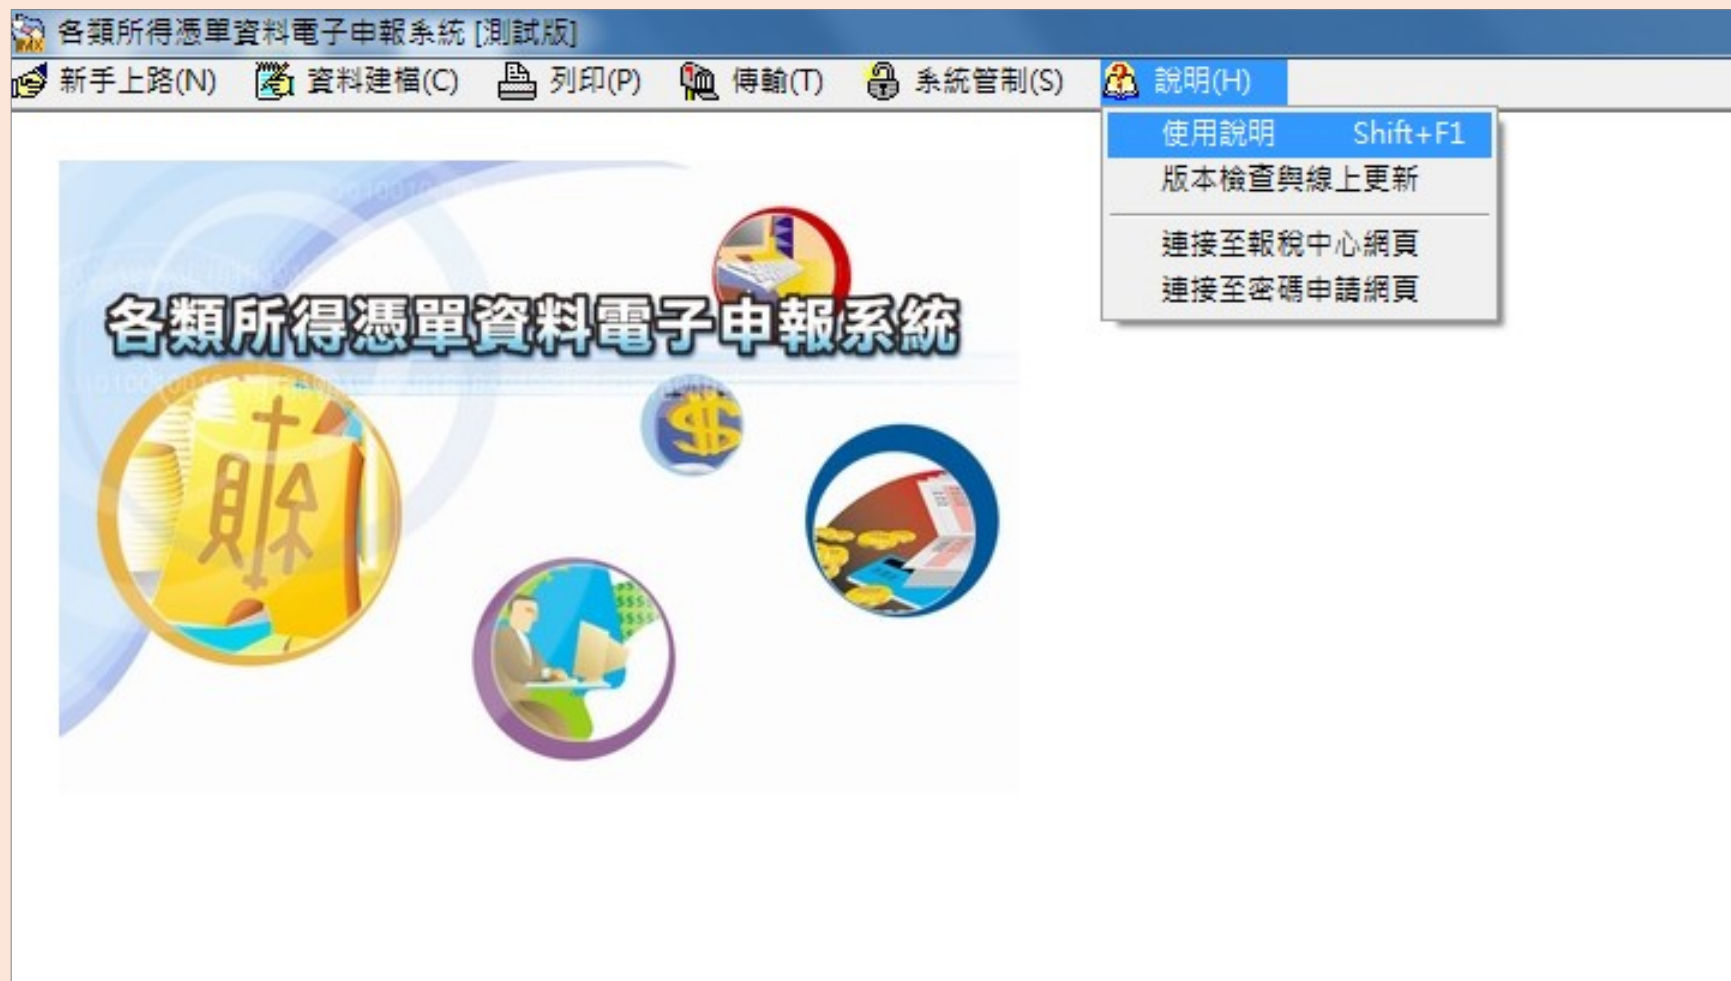 各類所得憑單資料電子申報系統 [測試版]
新手上路(N) 資料建檔(C) 列印(P) 傳輸(T) 系統管制(S) 說明(H)
使用說明 Shift+F1
版本檢查與線上更新
連接至報稅中心網頁
連接至密碼申請網頁
各類所得憑單資料電子申報系統